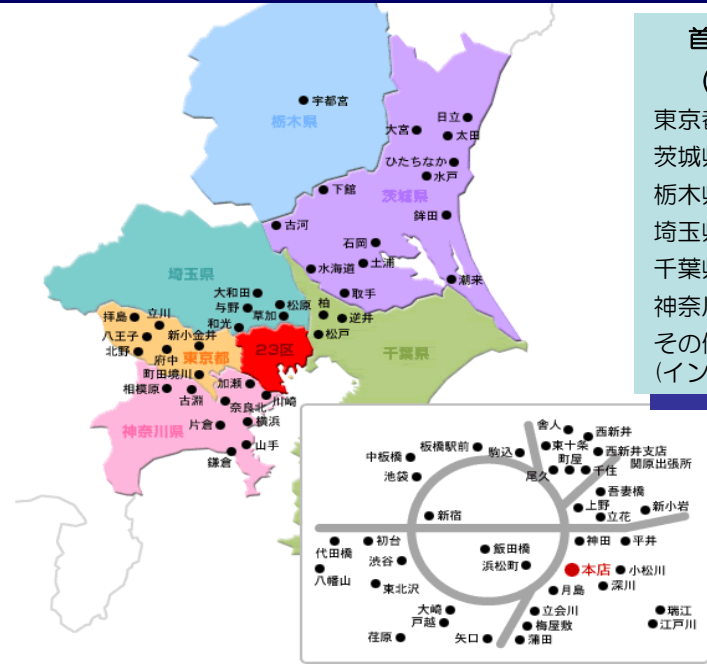 宇都宮
栃木県
日立
大宮
太田
ひたちなか
水戸
下館
茨城県
鉾田
古河
石岡
土浦
水海道
埼玉県
潮来
大和田
取手
与野
松原
柏
草加
逆井
拝島
立川
和光
松戸
八王子
新小金井
23区
北野
府中
東京都
千葉県
町田境川
加瀬
相模原
古淵
奈良北
川崎
神奈川県
片倉
横浜
山手
鎌倉
舎人
西新井
板橋駅前
駒込
東十条
西新井支店
関原出張所
中板橋
町屋
池袋
尾久
千住
吾妻橋
上野
新小岩
新宿
立花
代田橋
初台
飯田橋
神田
平井
渋谷
浜松町
本店
小松川
八幡山
東北沢
月島
深川
大崎
立会川
瑞江
戸越
梅屋敷
江戸川
荏原
矢口
蒲田
首
(
東京都
茨城県
栃木県
埼玉県
千葉県
神奈川
その他
(イン